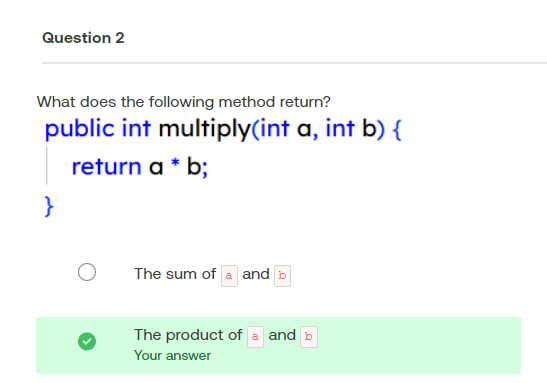 Question 2
What does the following method return?
public int multiply(int a, int b) {
return a * b;
}
The sum of a and b
The product of a and b
Your answer